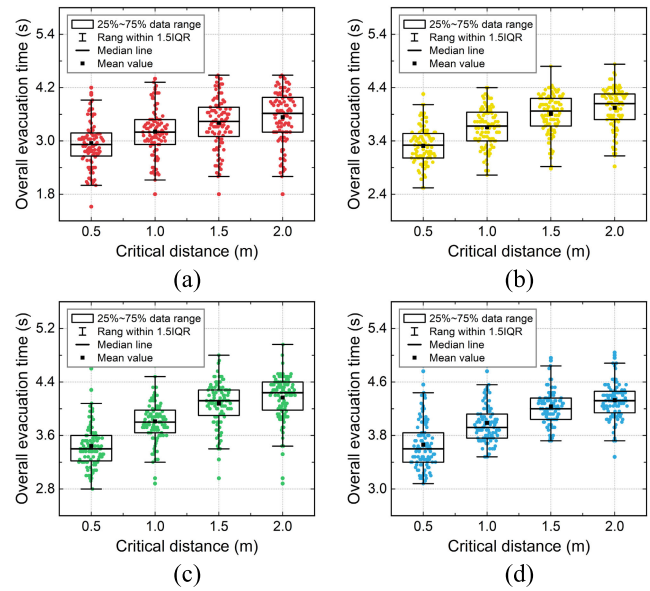 Overall evacuation time (s)
5.4
4.2
3.0
1.8
25%~75% data range
Rang within 1.5IQR
Median line
Mean value
0.5 1.0 1.5 2.0
Critical distance (m)
(a)
Overall evacuation time (s)
5.4
4.4
3.4
2.4
25%~75% data range
Rang within 1.5IQR
Median line
Mean value
0.5 1.0 1.5 2.0
Critical distance (m)
(b)
Overall evacuation time (s)
5.2
4.4
3.6
2.8
25%~75% data range
Rang within 1.5IQR
Median line
Mean value
0.5 1.0 1.5 2.0
Critical distance (m)
(c)
Overall evacuation time (s)
5.4
4.6
3.8
3.0
25%~75% data range
Rang within 1.5IQR
Median line
Mean value
0.5 1.0 1.5 2.0
Critical distance (m)
(d)